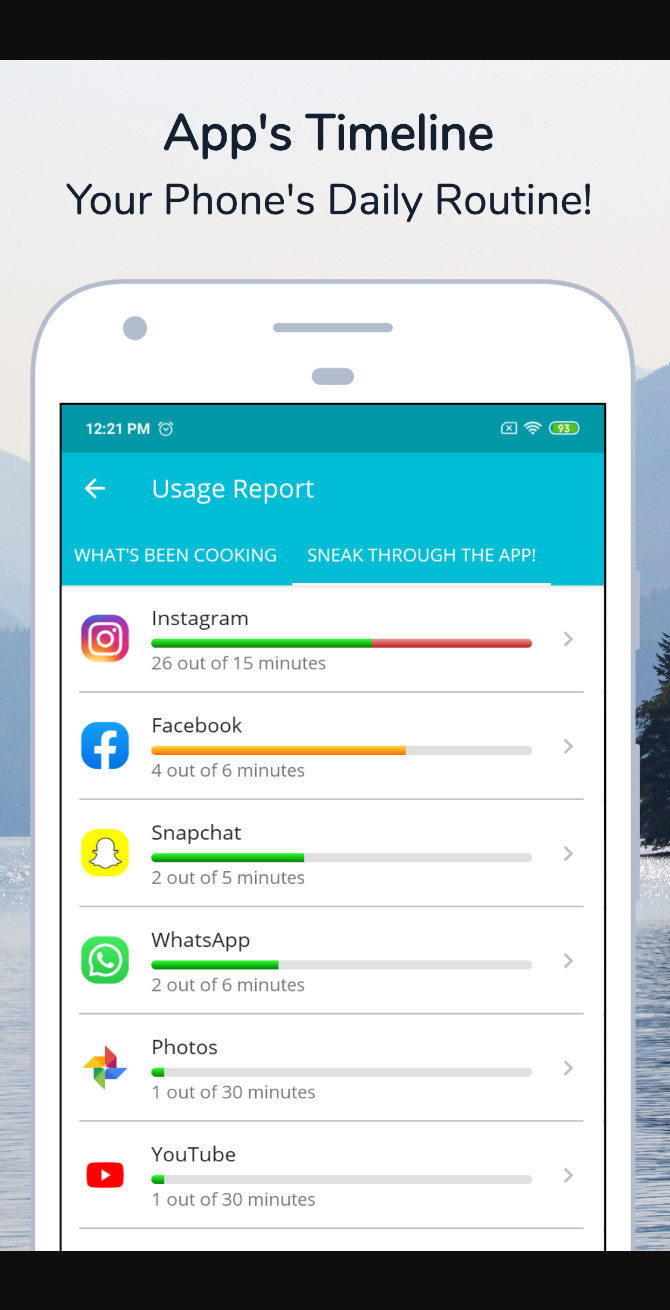 App's Timeline
Your Phone's Daily Routine!
12:21 PM 93
Usage Report
WHAT'S BEEN COOKING SNEAK THROUGH THE APP!
Instagram
26 out of 15 minutes
Facebook
4 out of 6 minutes
Snapchat
2 out of 5 minutes
WhatsApp
2 out of 6 minutes
Photos
1 out of 30 minutes
YouTube
1 out of 30 minutes